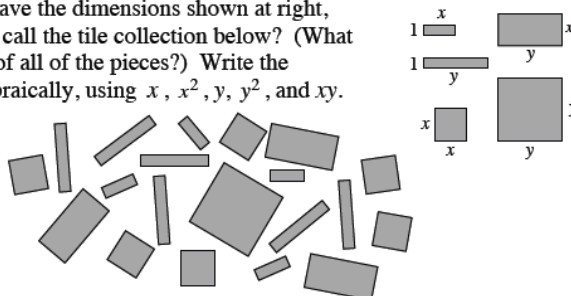 ave the dimensions shown at right,
call the tile collection below? (What
of all of the pieces?) Write the
braically, using x, x², y, y², and xy.
x
1
y
1
y
x
x
y